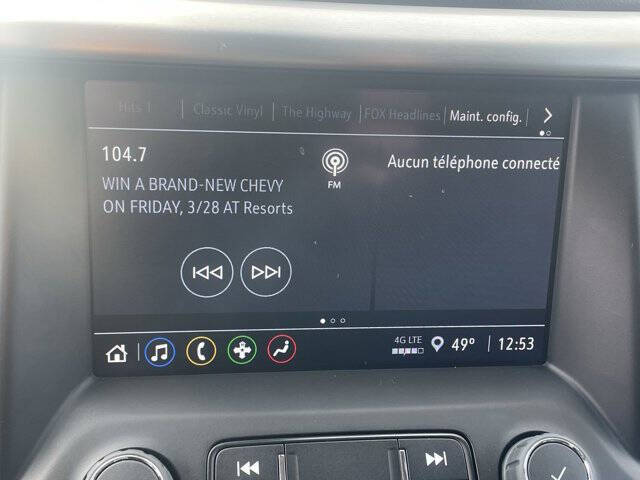 Hits 1 Classic Vinyl The Highway FOX Headlines Maint. config.
104.7
FM
Aucun téléphone connecté
WIN A BRAND-NEW CHEVY
ON FRIDAY, 3/28 AT Resorts
4G LTE
49° 12:53